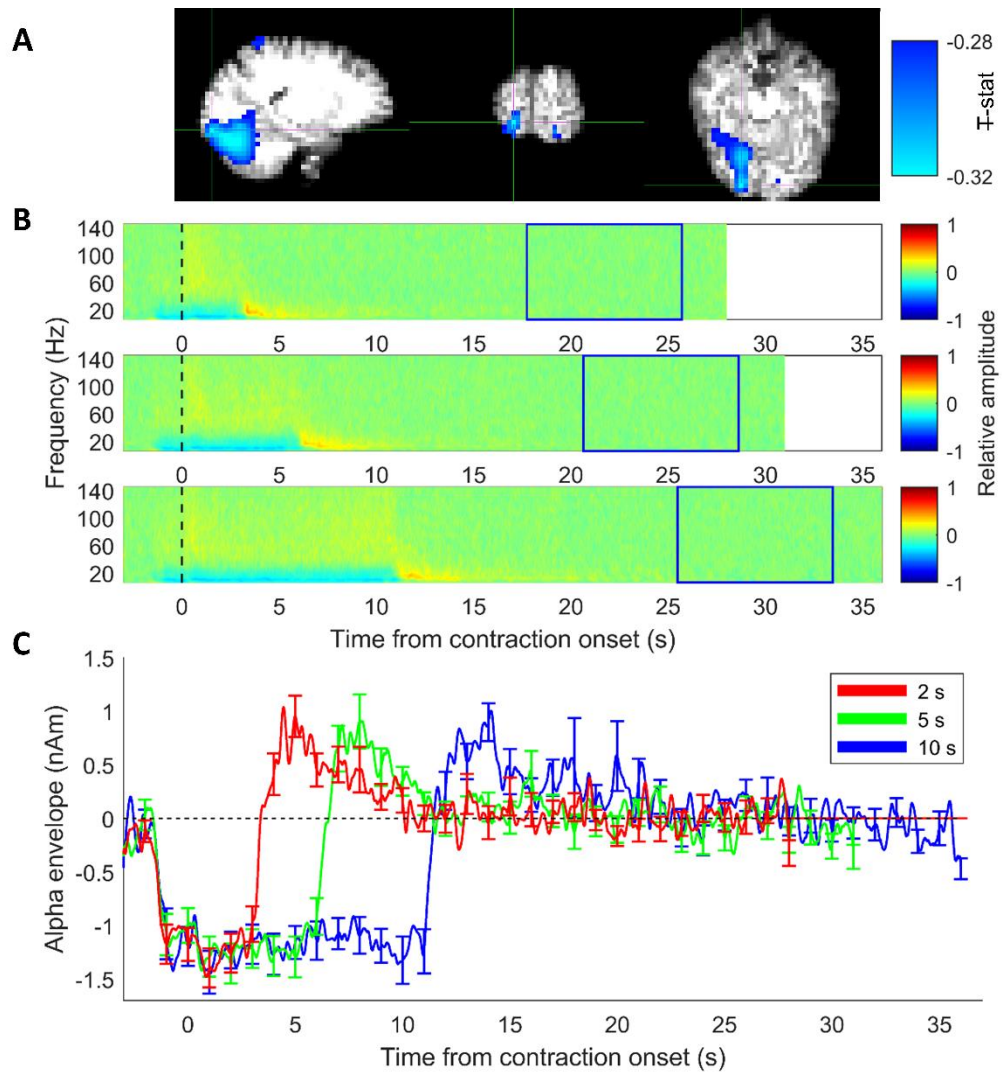 A
-0.28
T-stat
-0.32
B
140
100
60
20
0 5 10 15 20 25 30 35
1
0
-1
140
100
60
20
0 5 10 15 20 25 30 35
1
0
-1
140
100
60
20
0 5 10 15 20 25 30 35
1
0
-1
Frequency (Hz)
Relative amplitude
Time from contraction onset (s)
C
1.5
1
0.5
0
-0.5
-1
-1.5
Alpha envelope (nAm)
2 s
5 s
10 s
0 5 10 15 20 25 30 35
Time from contraction onset (s)